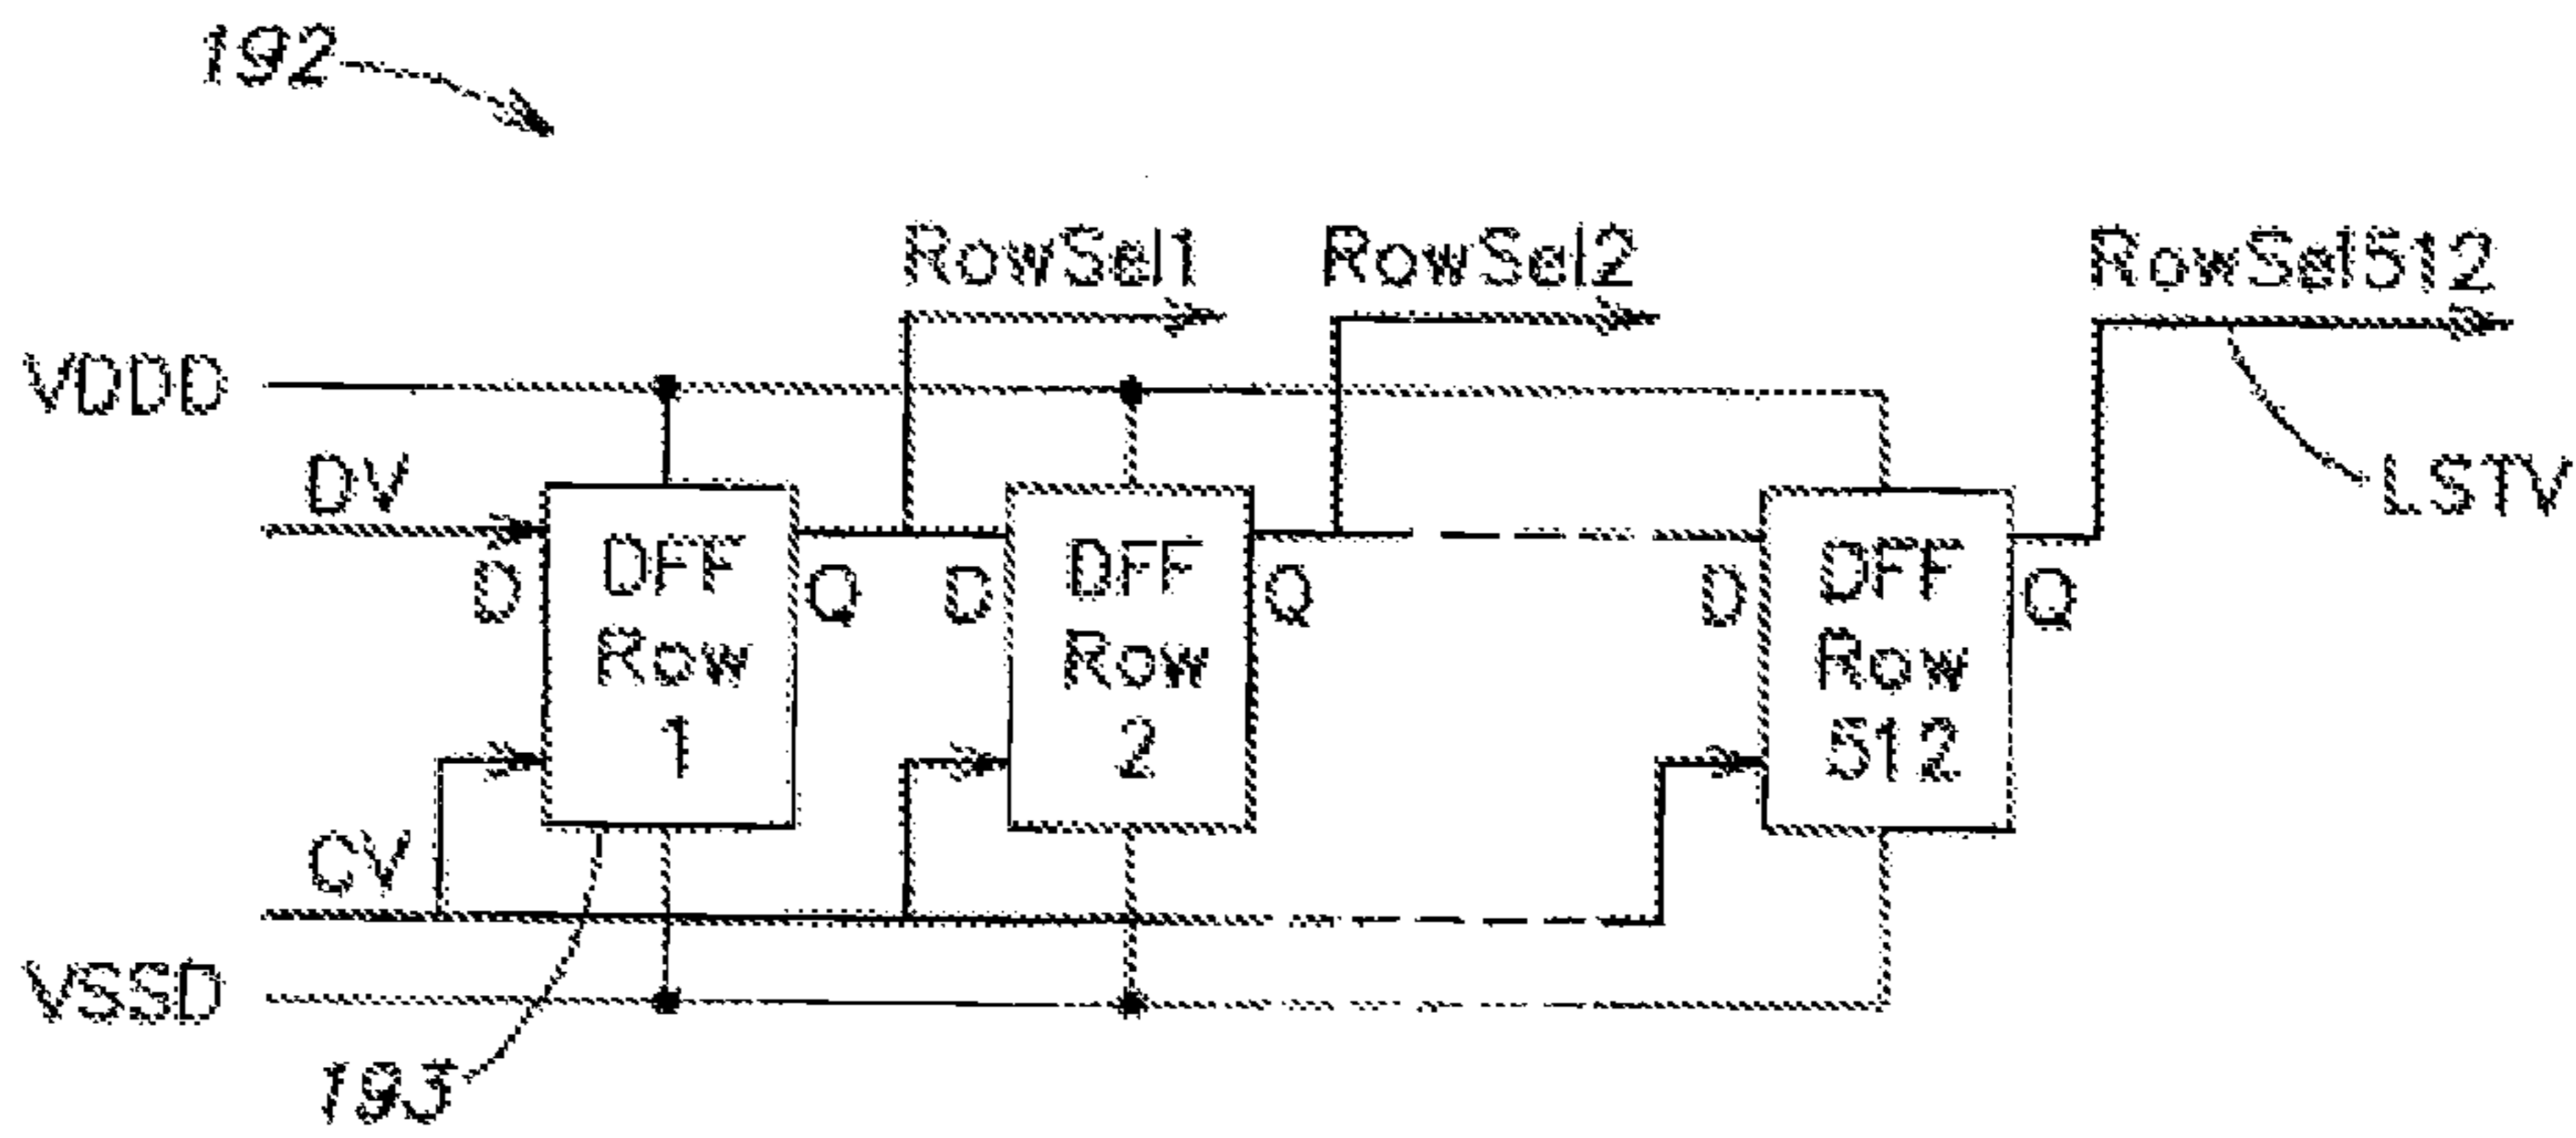 192
RowSel1
RowSel2
RowSel512
VDDD
DV
LSTV
D
DFF
Row
1
Q
D
DFF
Row
2
Q
D
DFF
Row
512
Q
CV
VSSD
193